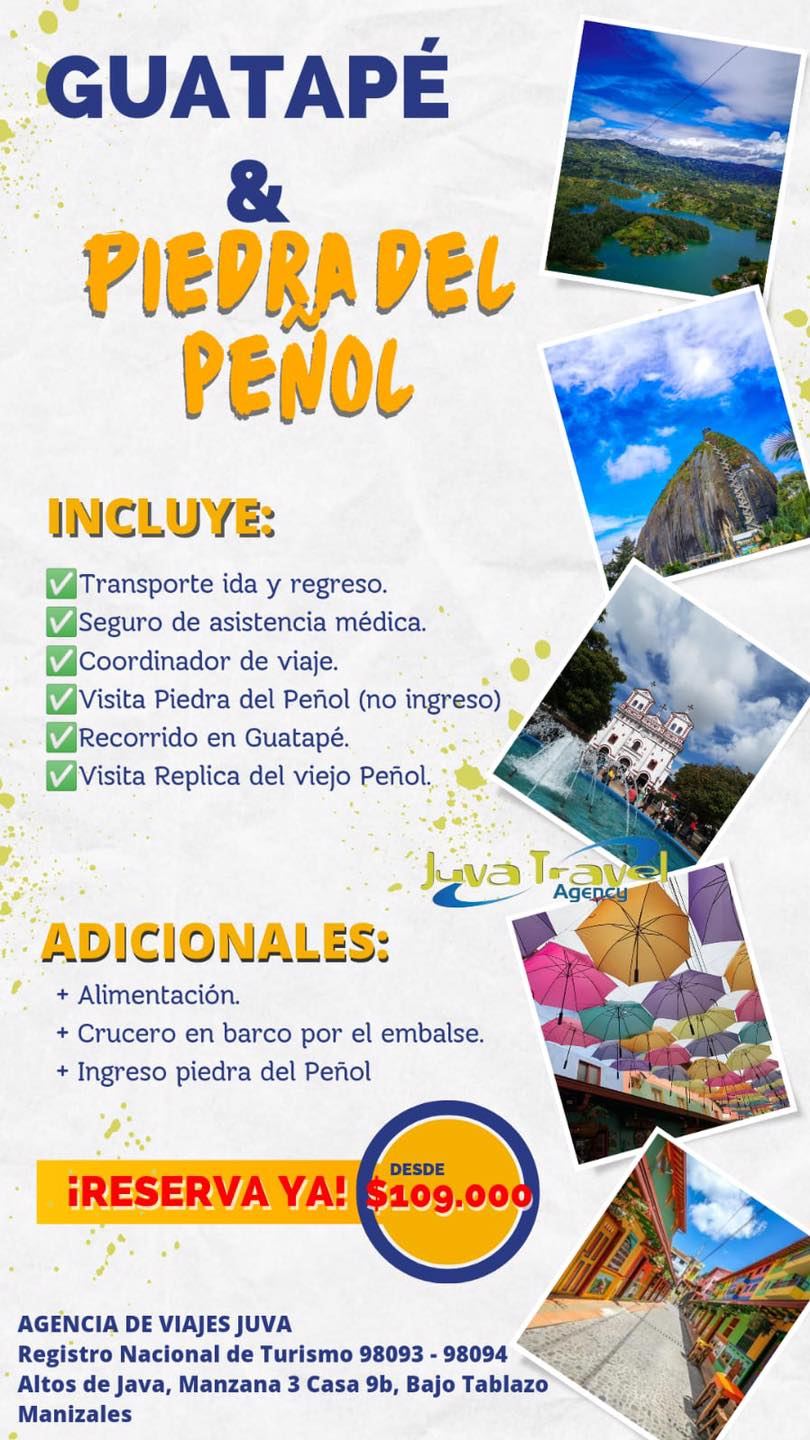 GUATAPÉ
&
PIEDRA DEL
PEÑOL
INCLUYE:
✅Transporte ida y regreso.
✅Seguro de asistencia médica.
✅Coordinador de viaje.
✅Visita Piedra del Peñol (no ingreso)
✅Recorrido en Guatapé.
✅Visita Replica del viejo Peñol.
Juva Travel
Agency
ADICIONALES:
+ Alimentación.
+ Crucero en barco por el embalse.
+ Ingreso piedra del Peñol
¡RESERVA YA!
DESDE
$109.000
AGENCIA DE VIAJES JUVA
Registro Nacional de Turismo 98093 - 98094
Altos de Java, Manzana 3 Casa 9b, Bajo Tablazo
Manizales